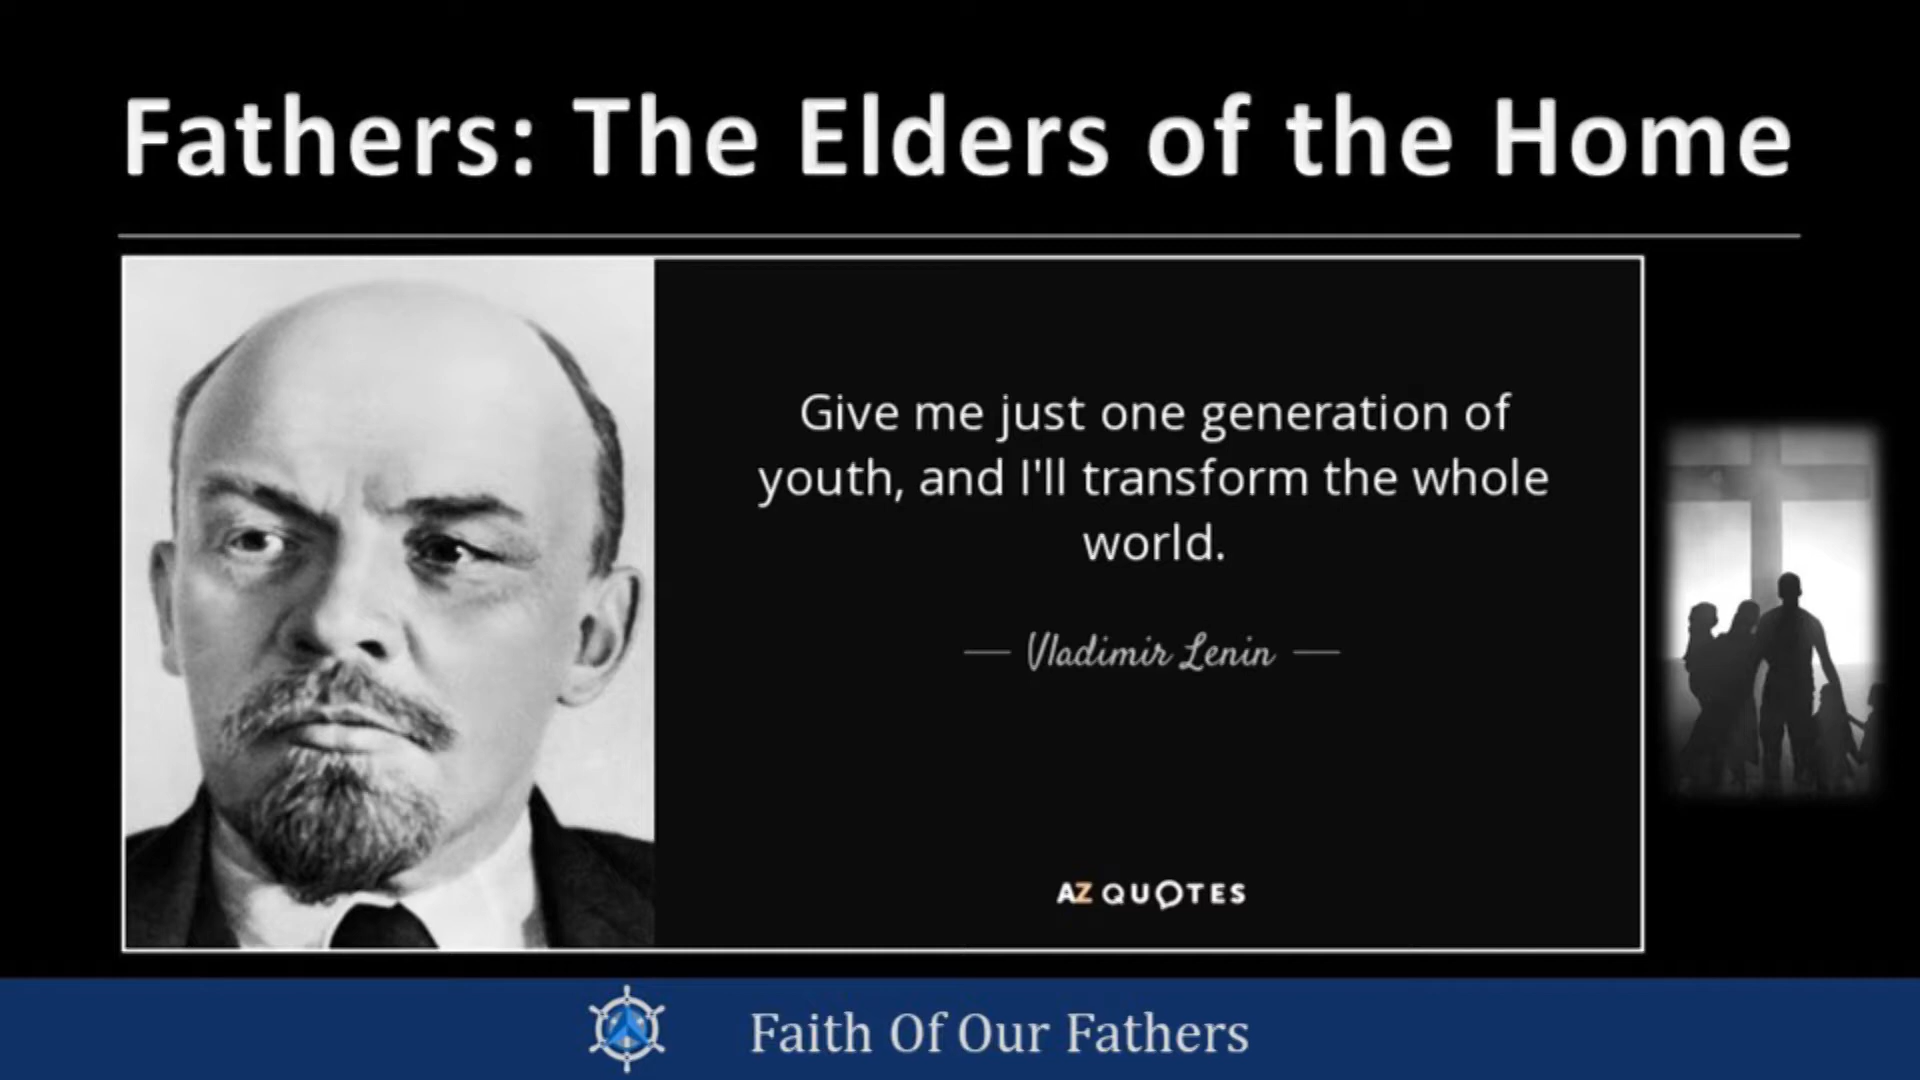 Fathers: The Elders of the Home
Give me just one generation of
youth, and I'll transform the whole
world.
— Vladimir Lenin —
AZ QUOTES
Faith Of Our Fathers